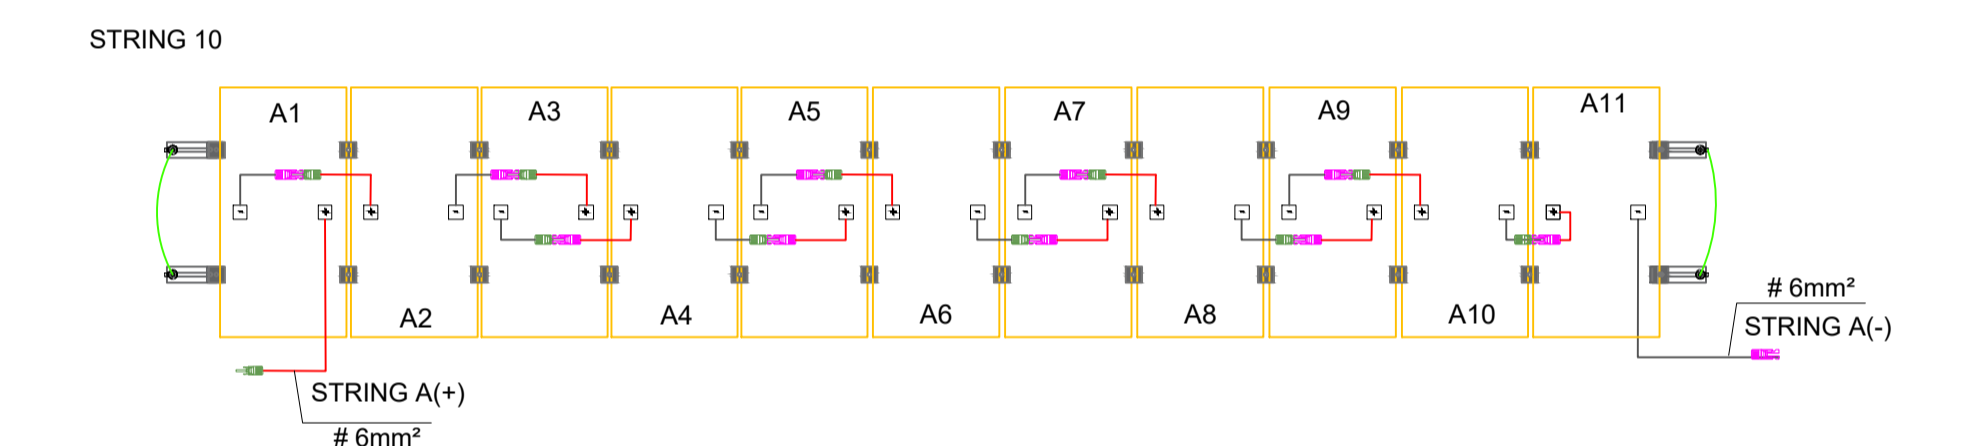 STRING 10
A1
A2
A3
A4
A5
A6
A7
A8
A9
A10
A11
STRING A(+)
# 6mm²
# 6mm²
STRING A(-)